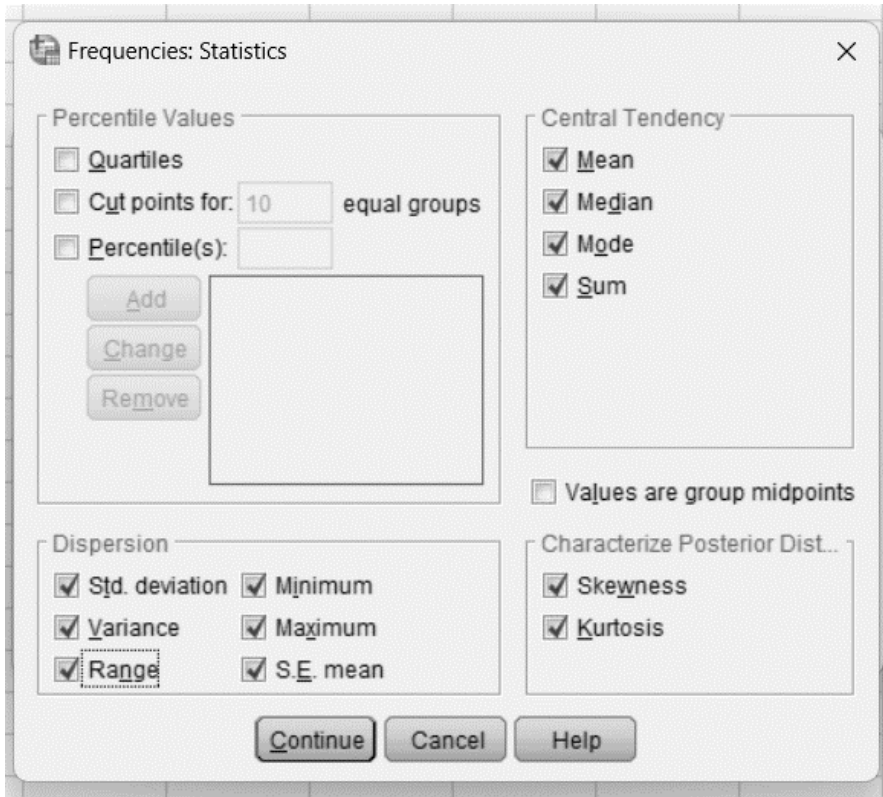 Frequencies: Statistics
Percentile Values
Quartiles
Cut points for: 10 equal groups
Percentile(s):
Add
Change
Remove
Central Tendency
Mean
Median
Mode
Sum
Values are group midpoints
Dispersion
Std. deviation Minimum
Variance Maximum
Range S.E. mean
Characterize Posterior Dist...
Skewness
Kurtosis
Continue Cancel Help